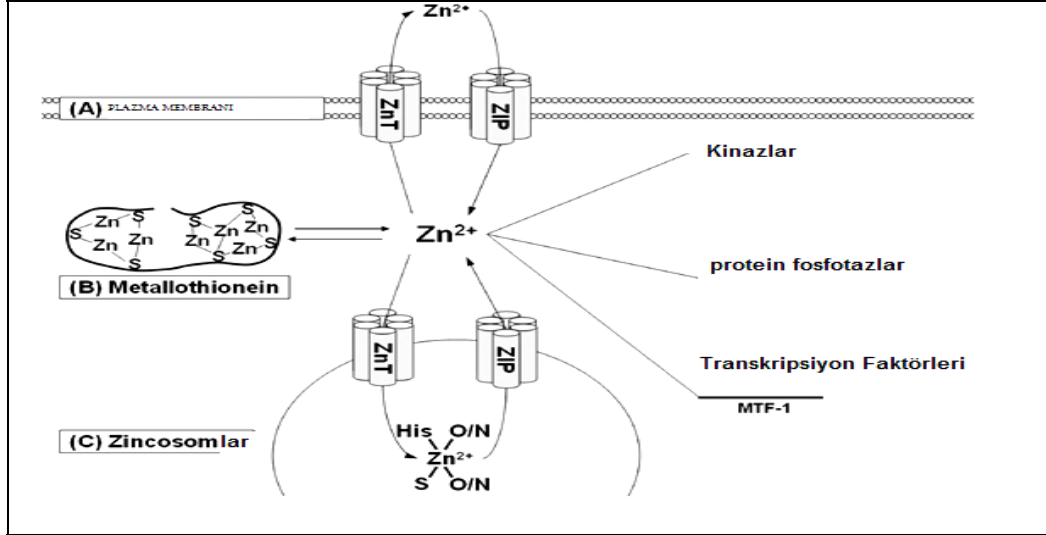 Zn²⁺
ZnT
ZIP
(A) PLAZMA MEMBRANI
Kinazlar
S
Zn
S
Zn
Zn
S
S
S
Zn
Zn
Zn
Zn
S
S
Zn²⁺
(B) Metallothionein
protein fosfotazlar
ZnT
ZIP
Transkripsiyon Faktörleri
MTF-1
(C) Zincosomlar
His O/N
Zn²⁺
S O/N